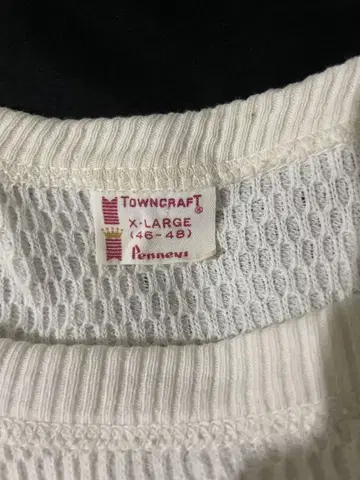 TOWNCRAFT®
X-LARGE
(46-48)
Penneys